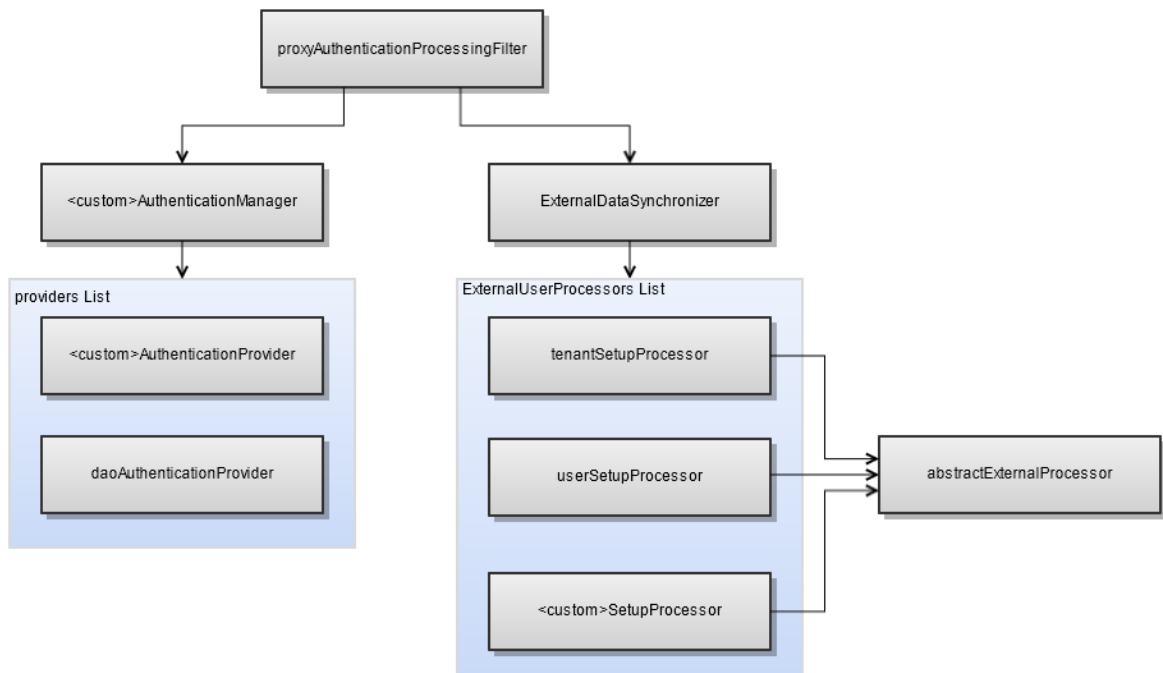 proxyAuthenticationProcessingFilter
<custom>AuthenticationManager
ExternalDataSynchronizer
providers List
ExternalUserProcessors List
<custom>AuthenticationProvider
tenantSetupProcessor
daoAuthenticationProvider
userSetupProcessor
abstractExternalProcessor
<custom>SetupProcessor